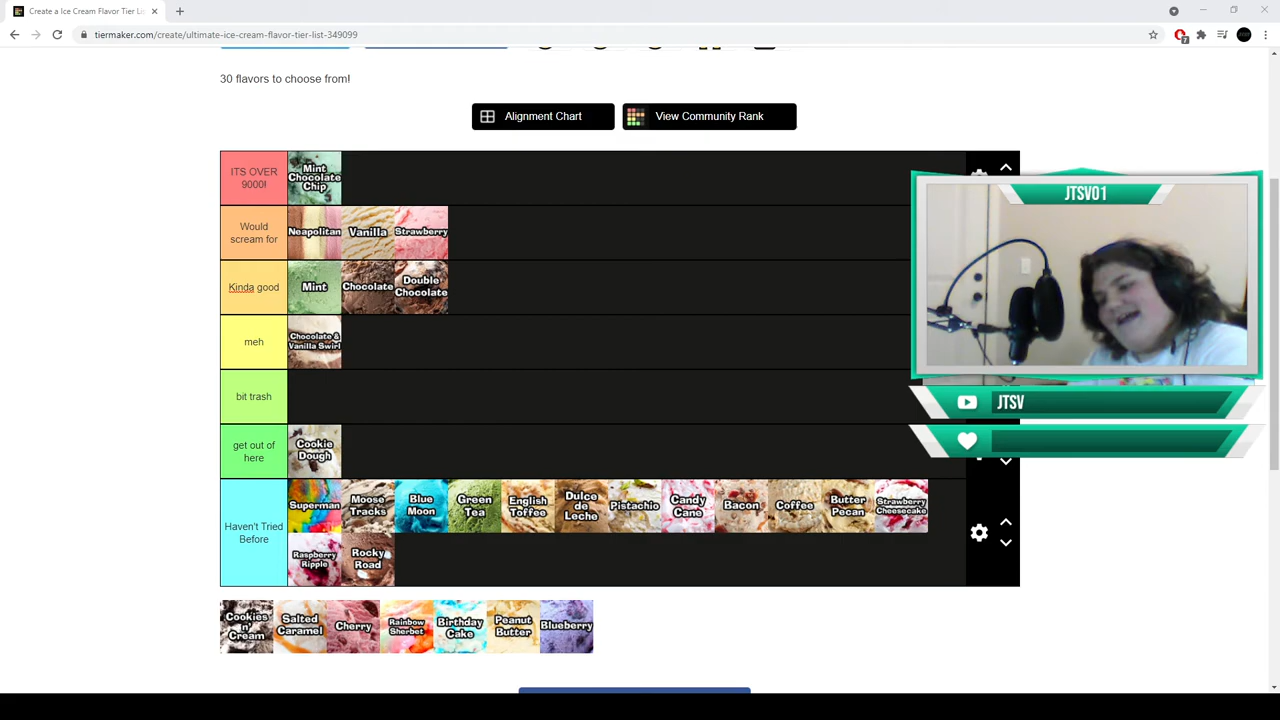 Create a Ice Cream Flavor Tier Lis
tiermaker.com/create/ultimate-ice-cream-flavor-tier-list-349099
7
30 flavors to choose from!
Alignment Chart
View Community Rank
ITS OVER
9000!
Mint
Chocolate
Chip
Would
scream for
Neapolitan
Vanilla
Strawberry
Kinda good
Mint
Chocolate
Double
Chocolate
meh
Chocolate &
Vanilla Swirl
bit trash
get out of
here
Cookie
Dough
Haven't Tried
Before
Superman
Moose
Tracks
Blue
Moon
Green
Tea
English
Toffee
Dulce
de
Leche
Pistachio
Candy
Cane
Bacon
Coffee
Butter
Pecan
Strawberry
Cheesecake
Raspberry
Ripple
Rocky
Road
Cookies
n'
Cream
Salted
Caramel
Cherry
Rainbow
Sherbet
Birthday
Cake
Peanut
Butter
Blueberry
JTSV01
JTSV